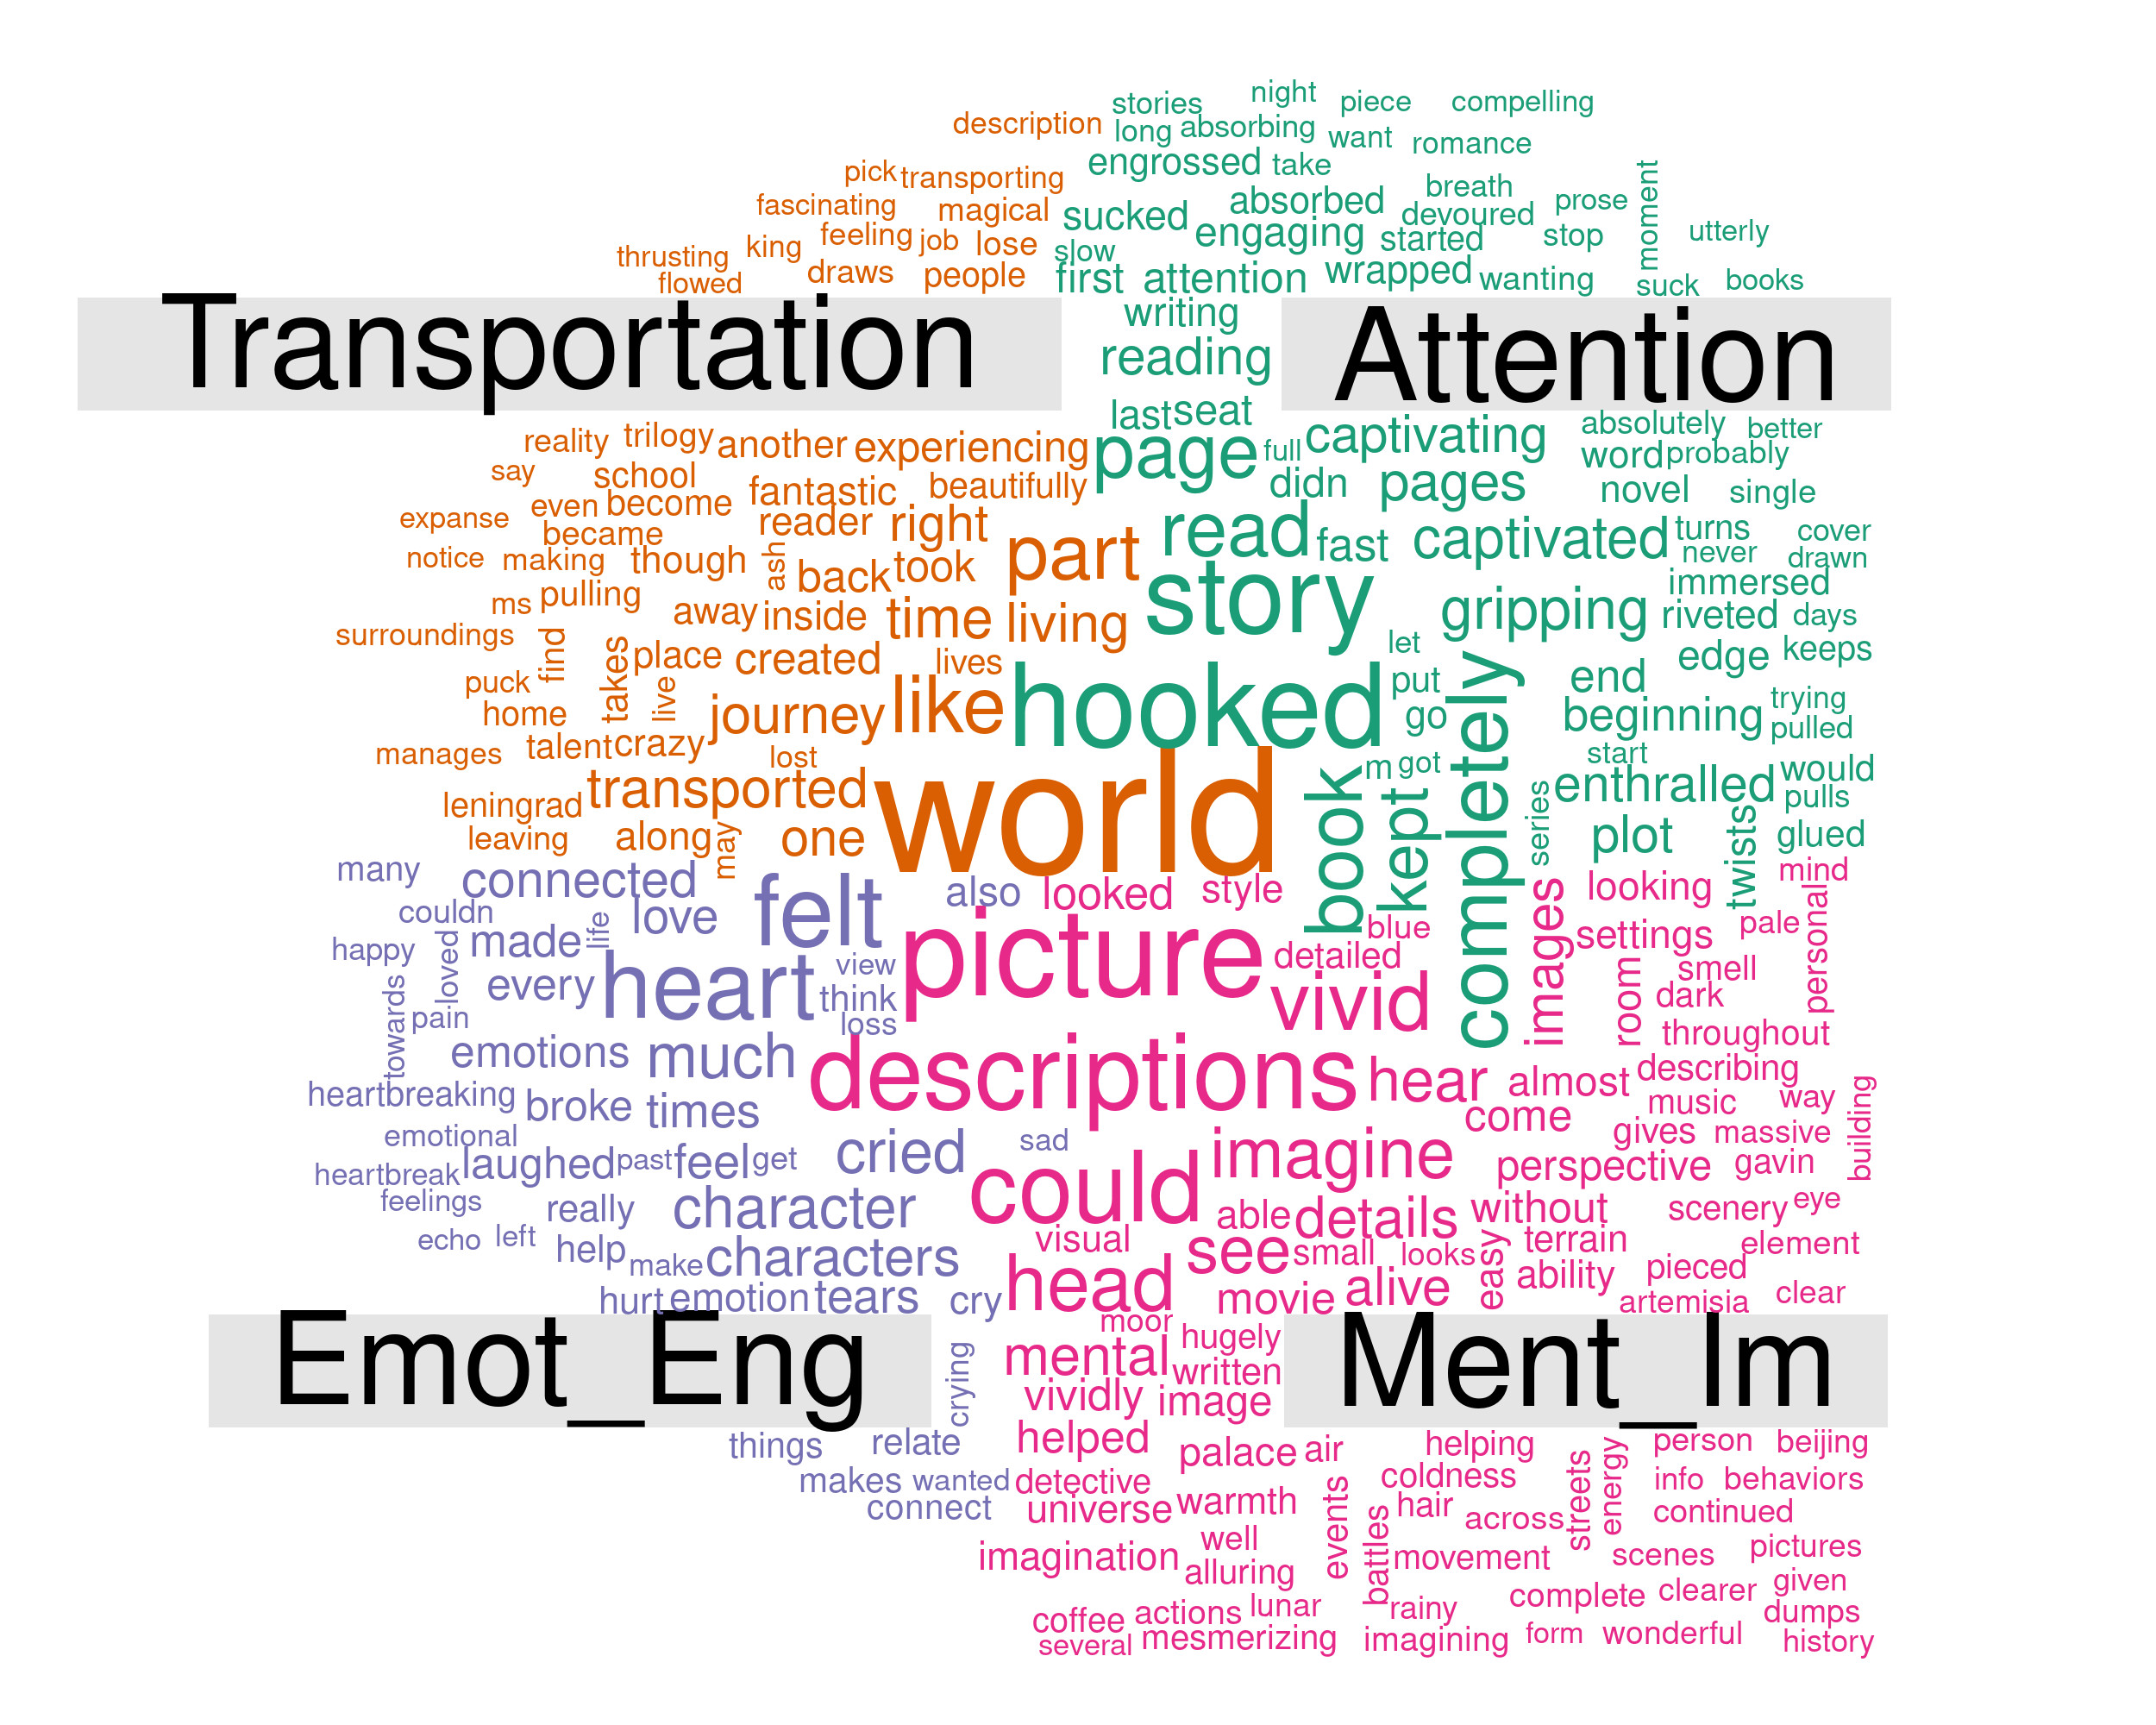 night
stories piece compelling
description long absorbing want romance
pick transporting engrossed take
fascinating magical absorbed breath prose moment
feeling job lose sucked engaging devoured started stop utterly
thrusting king slow
flowed draws people first attention wrapped wanting suck books
Transportation writing Attention
reading
last seat
reality trilogy another experiencing page full captivating absolutely better
say school word probably
expanse even become fantastic beautifully didn pages novel single
became reader right read fast captivated turns cover
notice making though ash back took part never drawn
ms pulling story immersed
surroundings find away inside time living gripping riveted days
takes place created lives let edge keeps
puck live like hooked put completely end trying
home journey go beginning pulled
manages talent crazy lost start
leningrad transported world book m got kept series enthralled would
leaving along may one plot twists pulls glued
many connected felt also looked style images looking mind
couldn life love blue pale personal
happy loved made view picture detailed settings
towards every heart think vivid room smell
pain loss dark
emotions much descriptions throughout
heartbreaking broke times hear almost describing
come music way building
emotional cried sad imagine gives massive
heartbreak laughed past feel get could perspective gavin
feelings really character able details without scenery eye
echo left help visual see small looks easy terrain element
make characters head alive ability pieced
hurt emotion tears cry movie artemisia clear
Emot_Eng moor hugely Ment_Im
crying mental written
vividly image
things relate helped palace air helping streets energy person beijing
makes wanted detective coldness info behaviors
connect universe warmth events battles hair across continued
imagination well movement scenes pictures
alluring complete clearer given
coffee actions lunar rainy dumps
several mesmerizing imagining form wonderful history